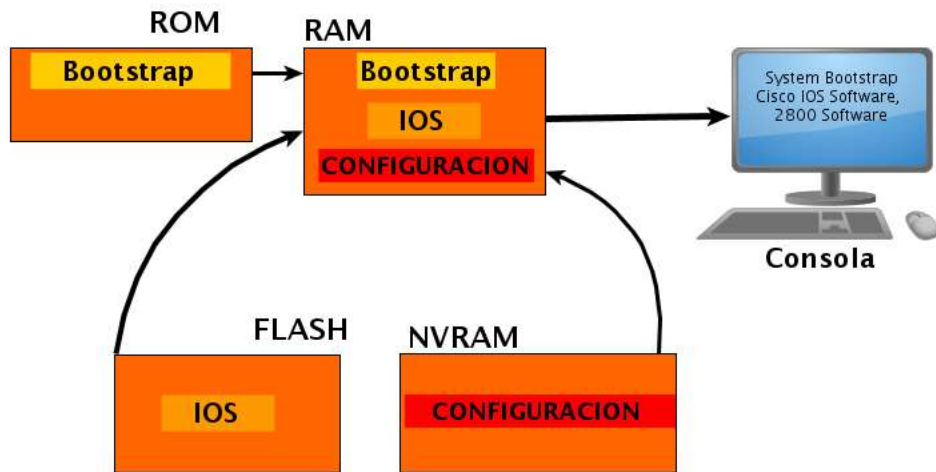 ROM
Bootstrap
RAM
Bootstrap
IOS
CONFIGURACION
System Bootstrap
Cisco IOS Software,
2800 Software
Consola
FLASH
IOS
NVRAM
CONFIGURACION